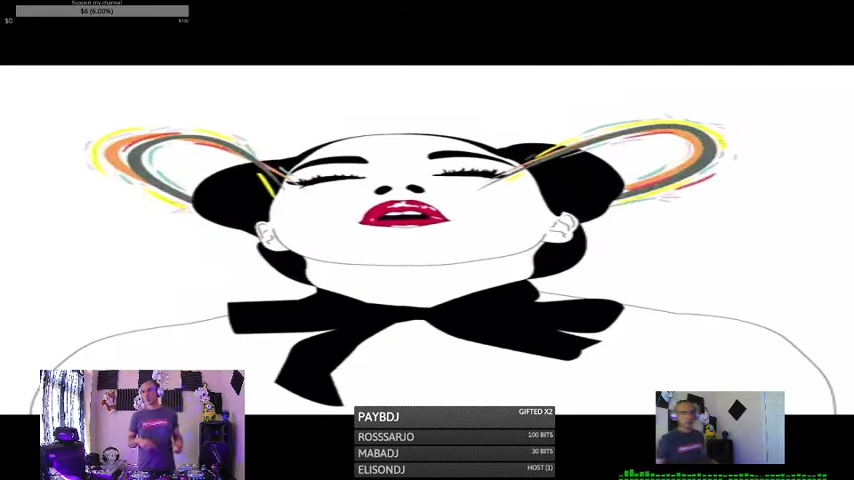 Support my channel
$6 (6.00%)
$0
$100
PAYBDJ GIFTED X2
ROSSSARJO 100 BITS
MABADJ 30 BITS
ELISONDJ HOST (1)